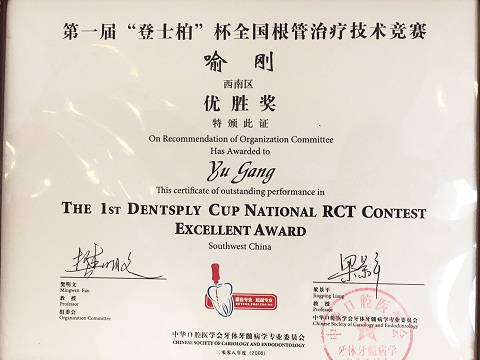 第一届“登士柏”杯全国根管治疗技术竞赛
喻 刚
西南区
优胜奖
特颁此证
On Recommendation of Organization Committee
Has Awarded to
Yu Gang
This certificate of outstanding performance in
THE 1ST DENTSPLY CUP NATIONAL RCT CONTEST
EXCELLENT AWARD
Southwest China
樊明文
Mingwen Fan
教 授
Professor
组委会
Organization Committee
梁景平
Jingping Liang
教 授
Professor
中华口腔医学会牙体牙髓病学专业委员会
Chinese Society of Cariology and Endodontology
中华口腔医学会牙体牙髓病学专业委员会
CHINESE SOCIETY OF CARIOLOGY AND ENDODONTOLOGY
二零零八年度 (2008)